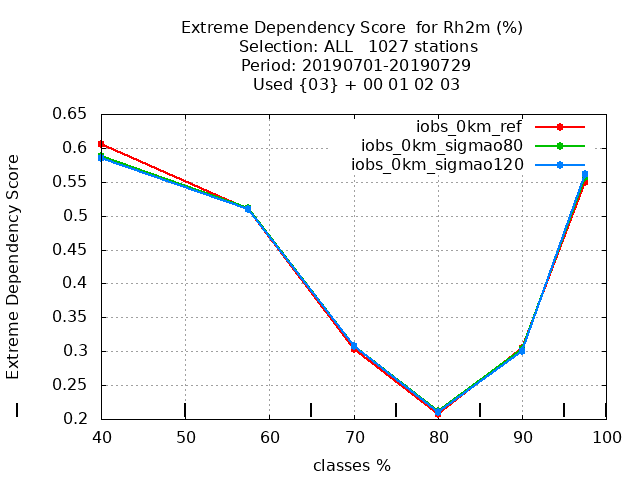 Extreme Dependency Score  for Rh2m (%)
Selection: ALL   1027 stations
Period: 20190701-20190729
Used {03} + 00 01 02 03
iobs_0km_ref
iobs_0km_sigmao80
iobs_0km_sigmao120
Extreme Dependency Score
0.65
0.6
0.55
0.5
0.45
0.4
0.35
0.3
0.25
0.2
40 50 60 70 80 90 100
classes %